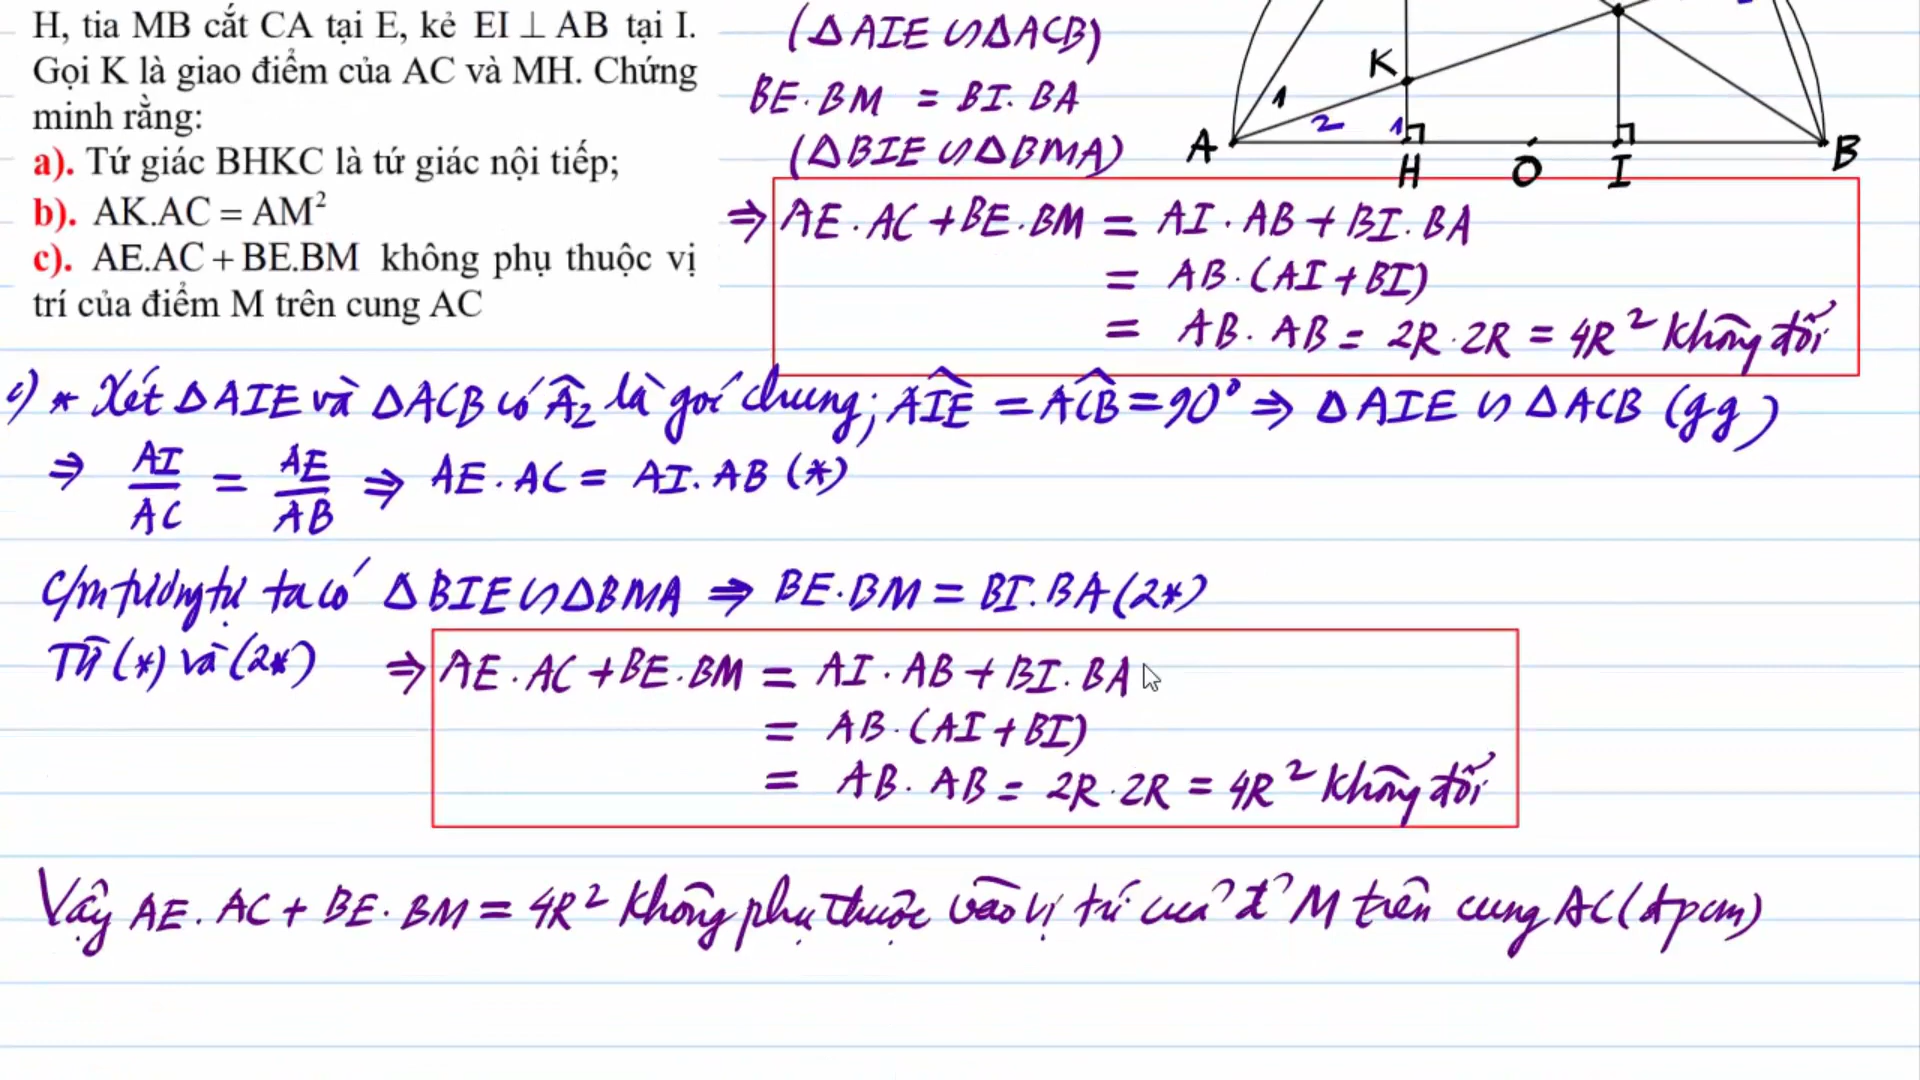 H, tia MB cắt CA tại E, kẻ EI ⊥ AB tại I.
Gọi K là giao điểm của AC và MH. Chứng
minh rằng:
a). Tứ giác BHKC là tứ giác nội tiếp;
b). AK.AC = AM²
c). AE.AC + BE.BM không phụ thuộc vị
trí của điểm M trên cung AC
(ΔAIE ∽ ΔACB)
BE.BM = BI.BA
(ΔBIE ∽ ΔBMA)
K
1
2
1
A
H
O
I
B
⇒ AE.AC + BE.BM = AI.AB + BI.BA
= AB.(AI + BI)
= AB.AB = 2R.2R = 4R² không đổi
c) * Xét ΔAIE và ΔACB có Â₂ là góc chung; AIE = ACB = 90° ⇒ ΔAIE ∽ ΔACB (gg)
⇒ AI/AC = AE/AB ⇒ AE.AC = AI.AB (*)
C/m tương tự ta có ΔBIE ∽ ΔBMA ⇒ BE.BM = BI.BA (2*)
Từ (*) và (2*) ⇒ AE.AC + BE.BM = AI.AB + BI.BA
= AB.(AI + BI)
= AB.AB = 2R.2R = 4R² không đổi
Vậy AE.AC + BE.BM = 4R² không phụ thuộc vào vị trí của đ' M trên cung AC (đpcm)